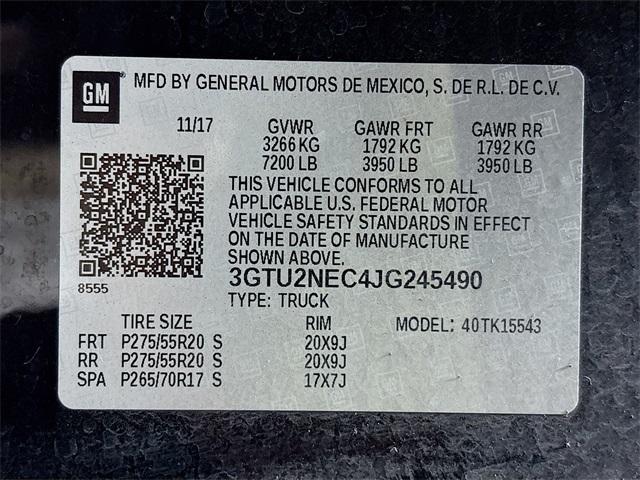 GM® MFD BY GENERAL MOTORS DE MEXICO, S. DE R.L. DE C.V.
11/17 GVWR GAWR FRT GAWR RR
3266 KG 1792 KG 1792 KG
7200 LB 3950 LB 3950 LB
THIS VEHICLE CONFORMS TO ALL
APPLICABLE U.S. FEDERAL MOTOR
VEHICLE SAFETY STANDARDS IN EFFECT
ON THE DATE OF MANUFACTURE
SHOWN ABOVE.
8555
3GTU2NEC4JG245490
TYPE: TRUCK
TIRE SIZE RIM MODEL: 40TK15543
FRT P275/55R20 S 20X9J
RR P275/55R20 S 20X9J
SPA P265/70R17 S 17X7J